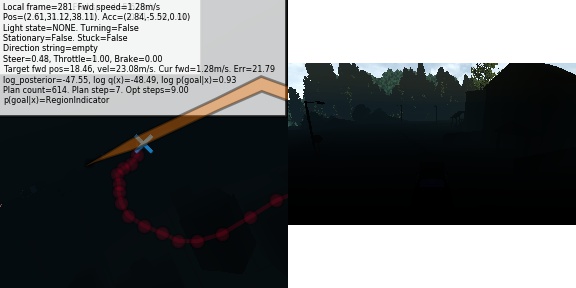 Local frame=281. Fwd speed=1.28m/s
Pos=(2.61,31.12,38.11). Acc=(2.84,-5.52,0.10)
Light state=NONE. Turning=False
Stationary=False. Stuck=False
Direction string=empty
Steer=0.48, Throttle=1.00, Brake=0.00
Target fwd pos=18.46, vel=23.08m/s. Cur fwd=1.28m/s. Err=21.79
log_posterior=-47.55, log q(x)=-48.49, log p(goal|x)=0.93
Plan count=614. Plan step=7. Opt steps=9.00
p(goal|x)=RegionIndicator